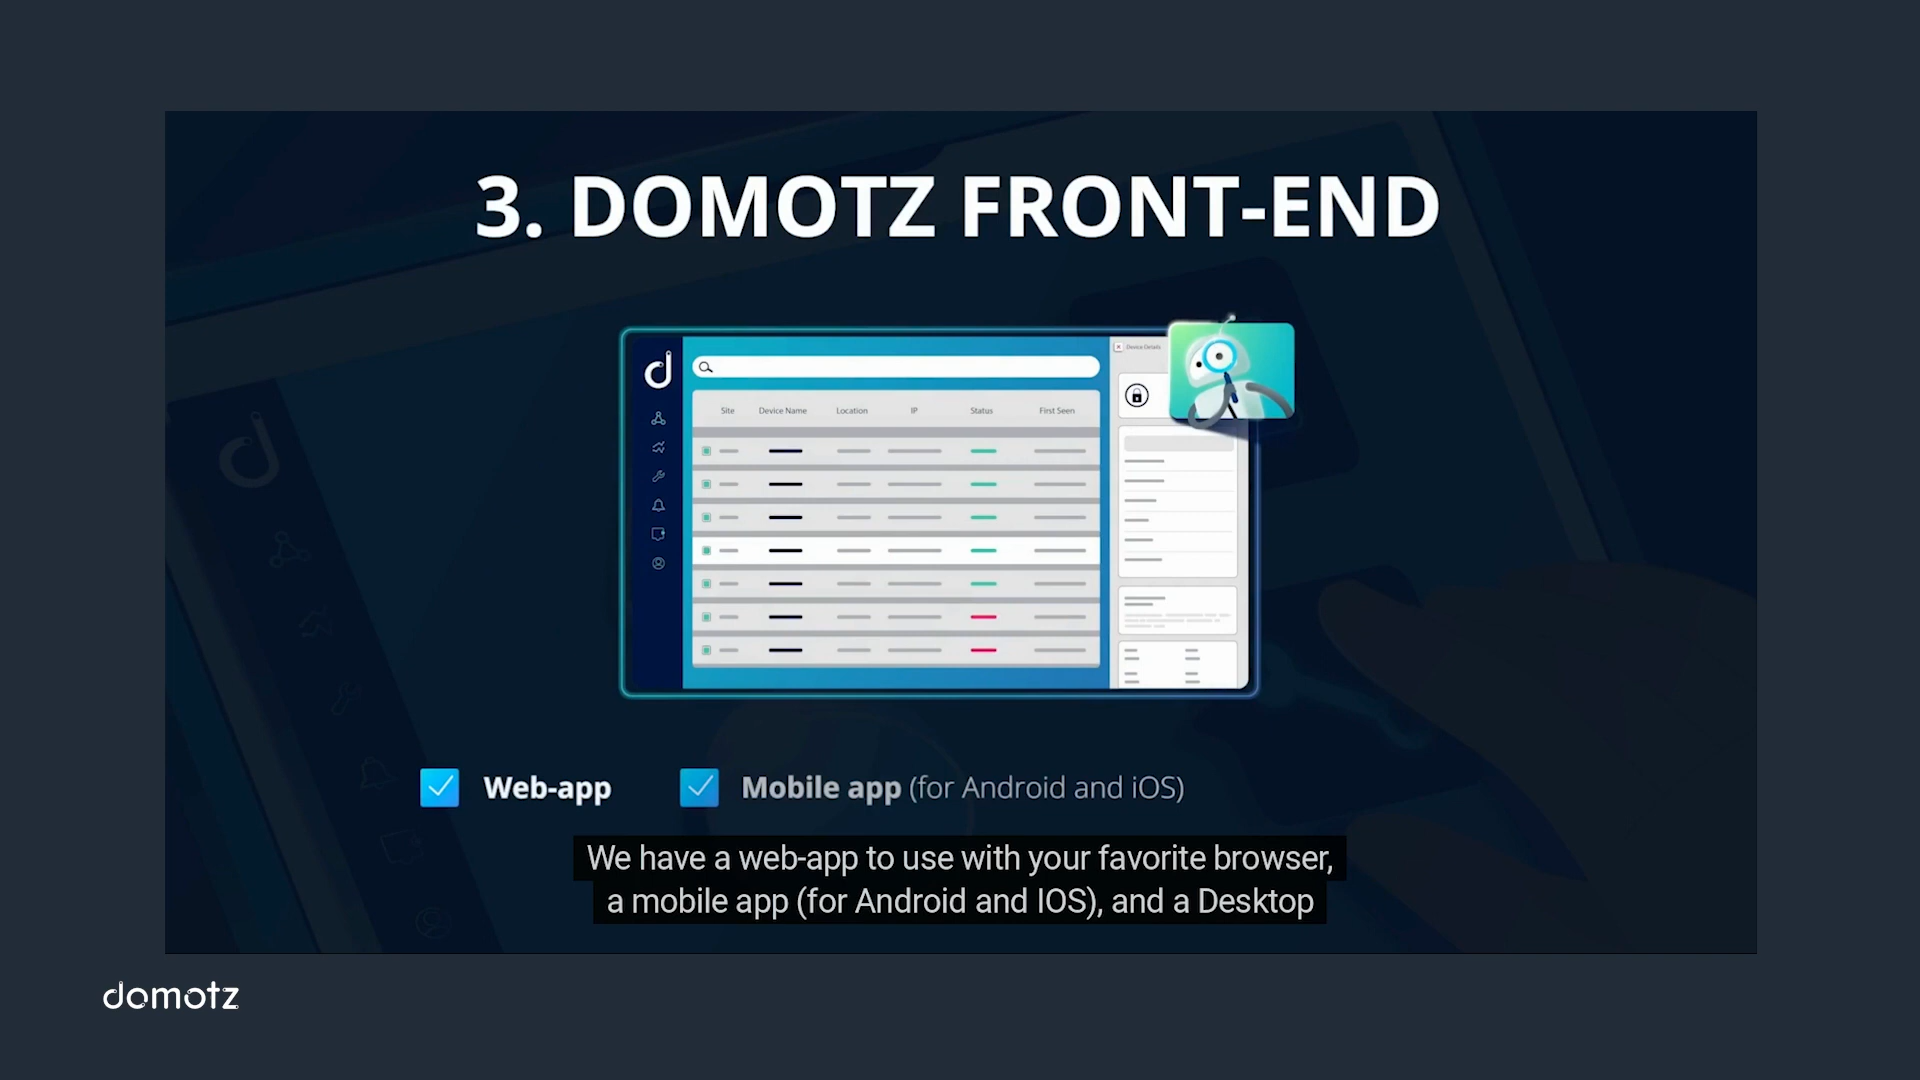 3. DOMOTZ FRONT-END
d
Device Details
Site Device Name Location IP Status First Seen
Web-app
Mobile app (for Android and iOS)
We have a web-app to use with your favorite browser,
a mobile app (for Android and IOS), and a Desktop
domotz